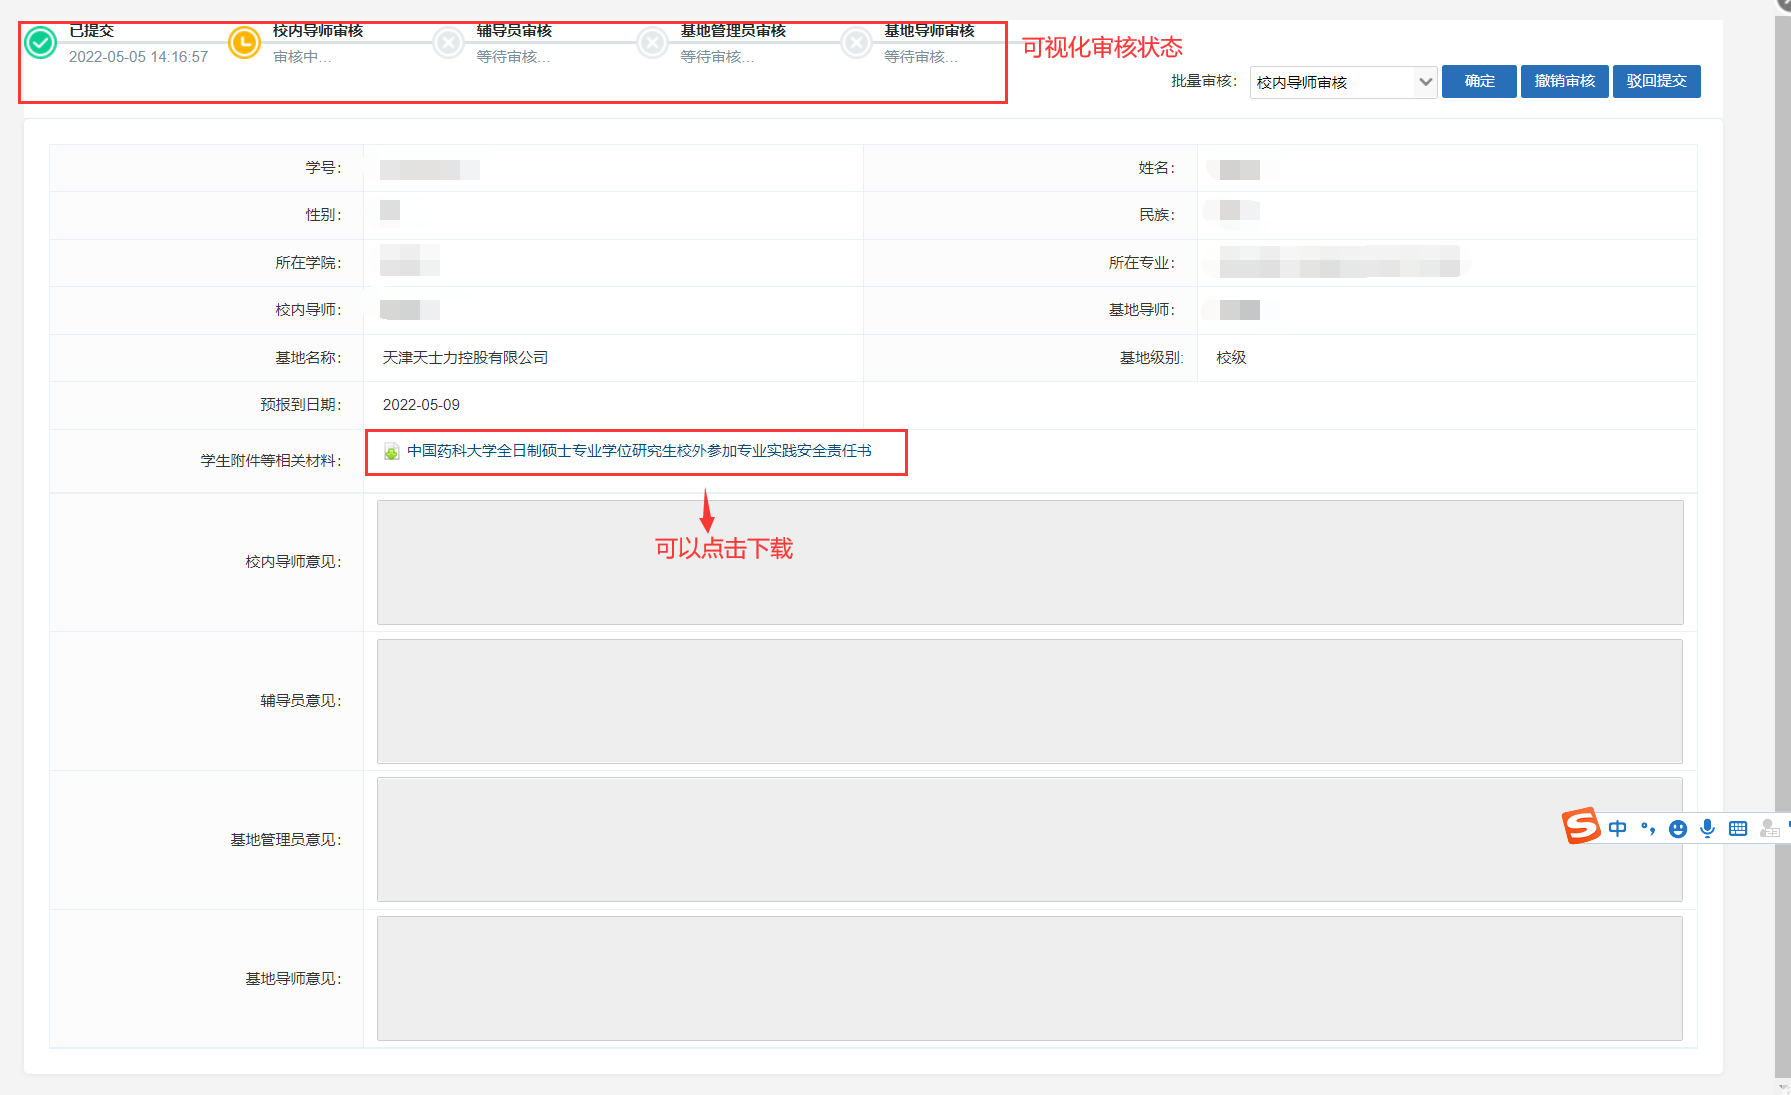 已提交 校内导师审核 辅导员审核 基地管理员审核 基地导师审核
2022-05-05 14:16:57 审核中... 等待审核... 等待审核... 等待审核...
可视化审核状态
批量审核： 校内导师审核 确定 撤销审核 驳回提交
学号： 姓名：
性别： 民族：
所在学院： 所在专业：
校内导师： 基地导师：
基地名称： 天津天士力控股有限公司 基地级别: 校级
预报到日期： 2022-05-09
学生附件等相关材料： 中国药科大学全日制硕士专业学位研究生校外参加专业实践安全责任书
可以点击下载
校内导师意见：
辅导员意见：
基地管理员意见：
S 中
基地导师意见：